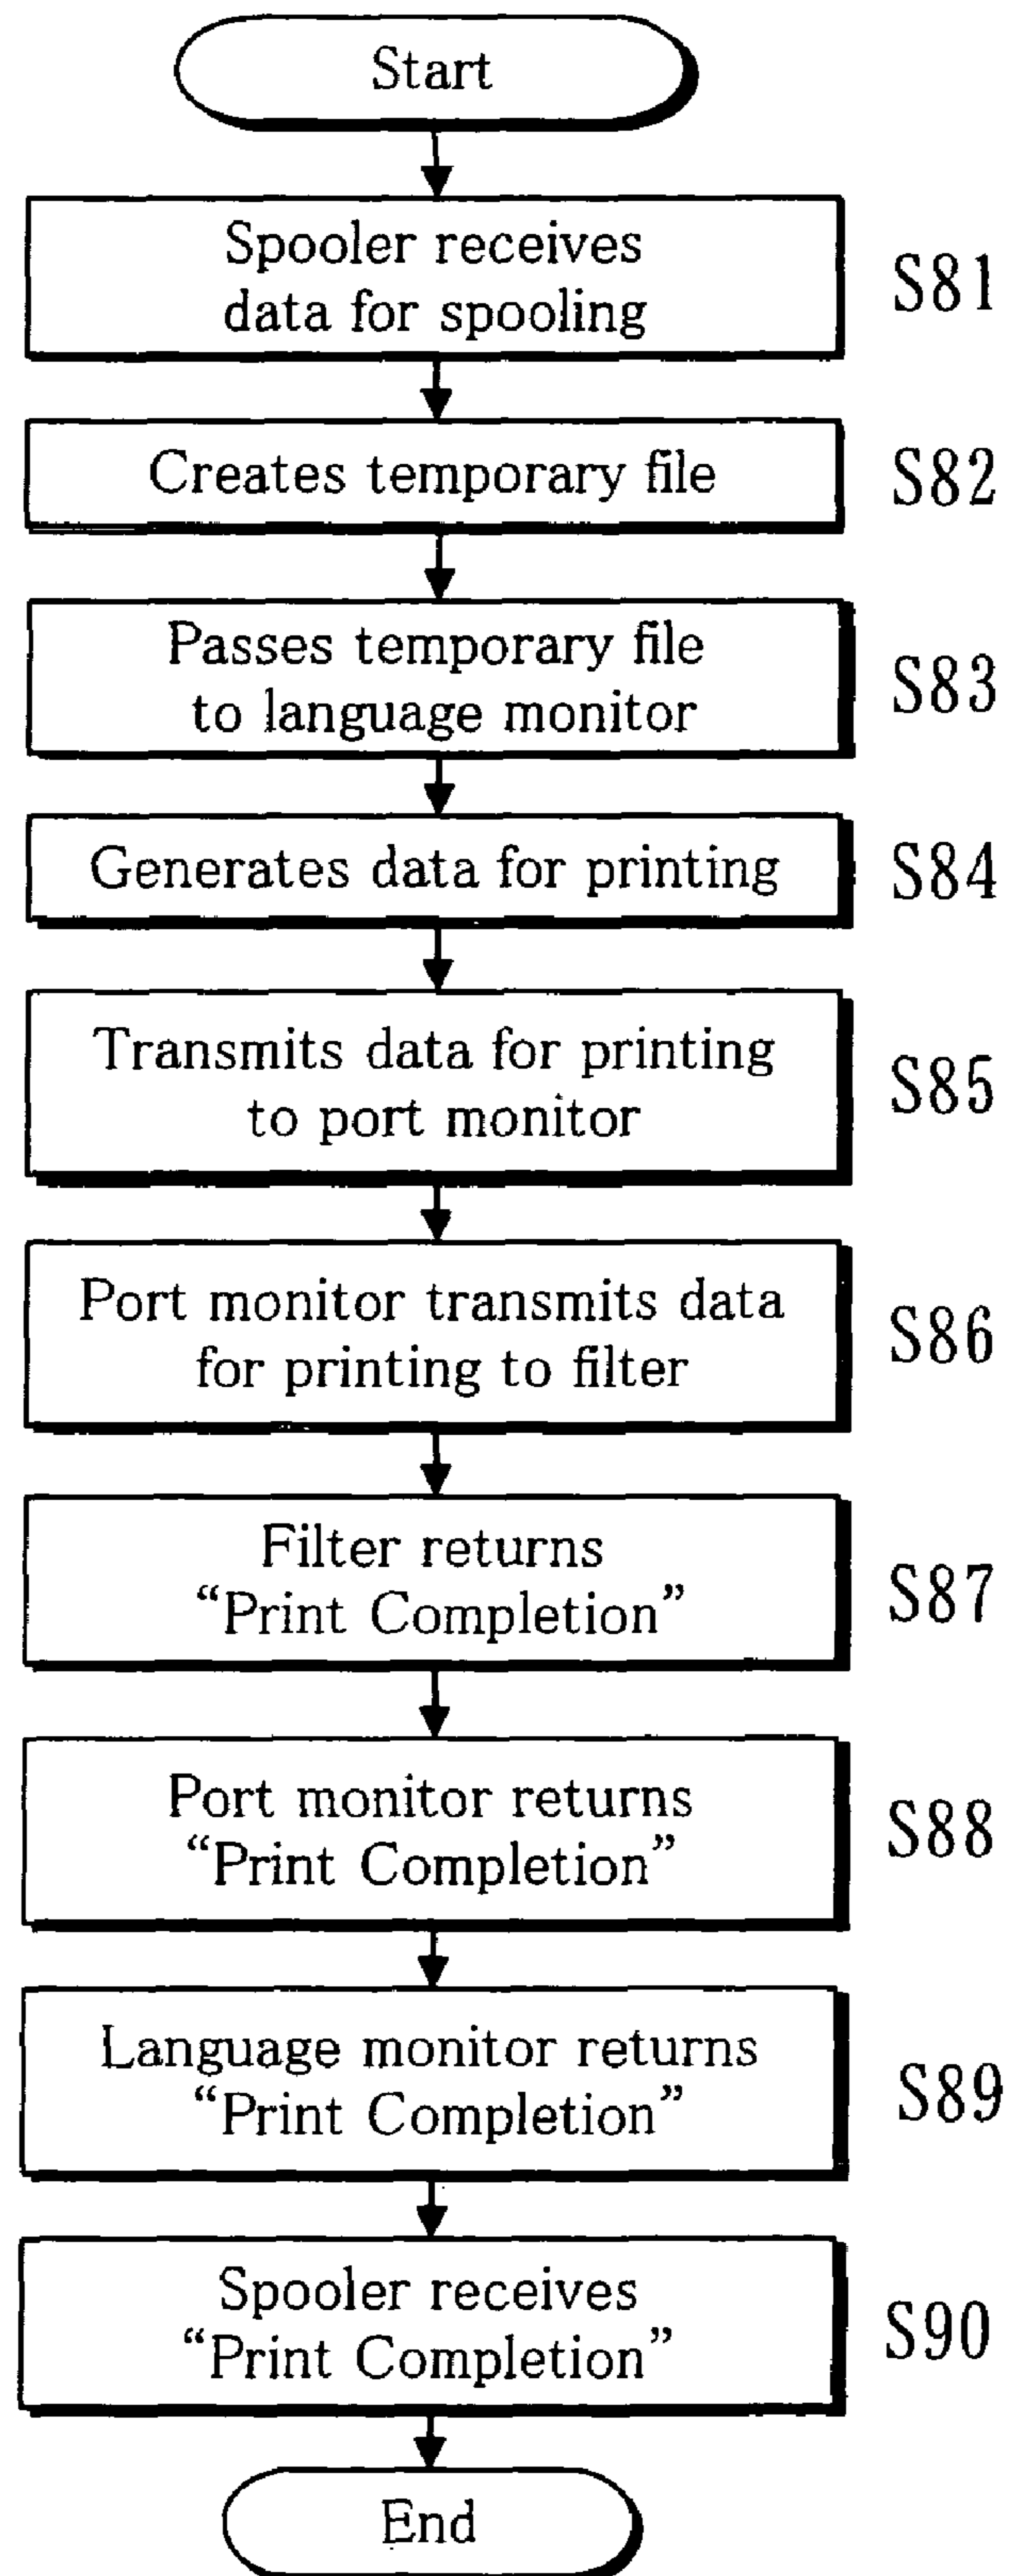 Start
Spooler receives
data for spooling
S81
Creates temporary file
S82
Passes temporary file
to language monitor
S83
Generates data for printing
S84
Transmits data for printing
to port monitor
S85
Port monitor transmits data
for printing to filter
S86
Filter returns
“Print Completion”
S87
Port monitor returns
“Print Completion”
S88
Language monitor returns
“Print Completion”
S89
Spooler receives
“Print Completion”
S90
End